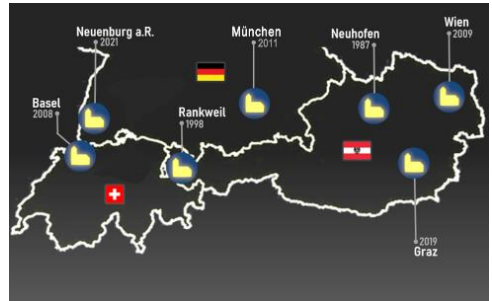 Neuenburg a.R.
2021
München
2011
Neuhofen
1987
Wien
2009
Basel
2008
Rankweil
1998
2019
Graz